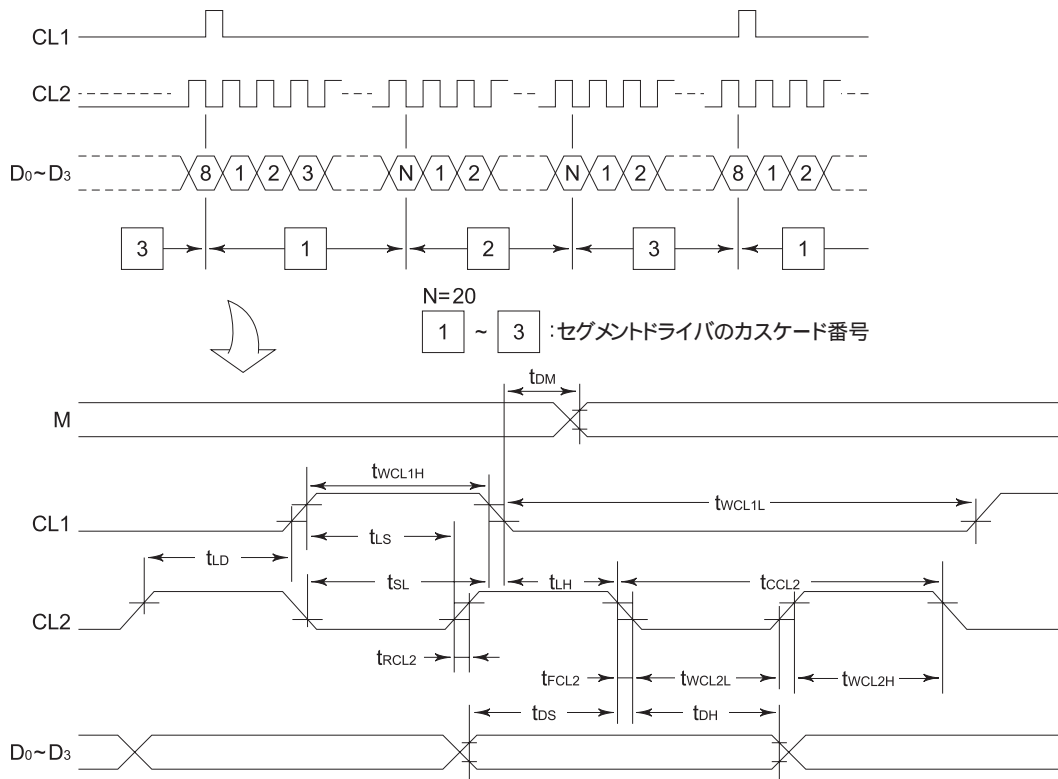 CL1
CL2
D0~D3
8 1 2 3 N 1 2 N 1 2 8 1 2
3 1 2 3 1
N=20
1 ~ 3 :セグメントドライバのカスケード番号
tDM
M
tWCL1H
tWCL1L
CL1
tLS
tLD
tSL
tLH
tCCL2
CL2
tRCL2
tFCL2
tWCL2L
tWCL2H
tDS
tDH
D0~D3